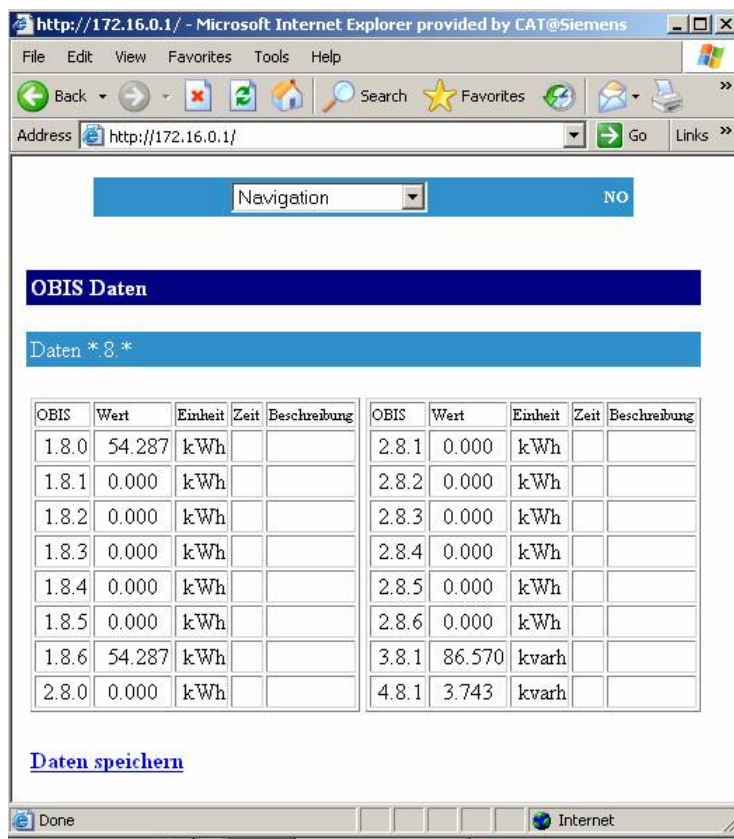 http://172.16.0.1/ - Microsoft Internet Explorer provided by CAT@Siemens
File Edit View Favorites Tools Help
Back Search Favorites »
Address http://172.16.0.1/ Go Links »
Navigation NO
OBIS Daten
Daten *.8.*
OBIS Wert Einheit Zeit Beschreibung OBIS Wert Einheit Zeit Beschreibung
1.8.0 54.287 kWh 2.8.1 0.000 kWh
1.8.1 0.000 kWh 2.8.2 0.000 kWh
1.8.2 0.000 kWh 2.8.3 0.000 kWh
1.8.3 0.000 kWh 2.8.4 0.000 kWh
1.8.4 0.000 kWh 2.8.5 0.000 kWh
1.8.5 0.000 kWh 2.8.6 0.000 kWh
1.8.6 54.287 kWh 3.8.1 86.570 kvarh
2.8.0 0.000 kWh 4.8.1 3.743 kvarh
Daten speichern
Done Internet